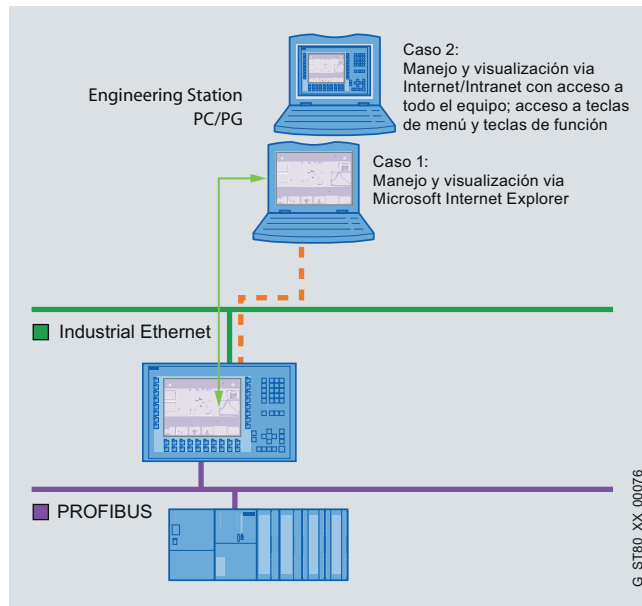 Engineering Station
PC/PG
Caso 2:
Manejo y visualización via
Internet/Intranet con acceso a
todo el equipo; acceso a teclas
de menú y teclas de función
Caso 1:
Manejo y visualización via
Microsoft Internet Explorer
Industrial Ethernet
PROFIBUS
G_ST80_XX_00076